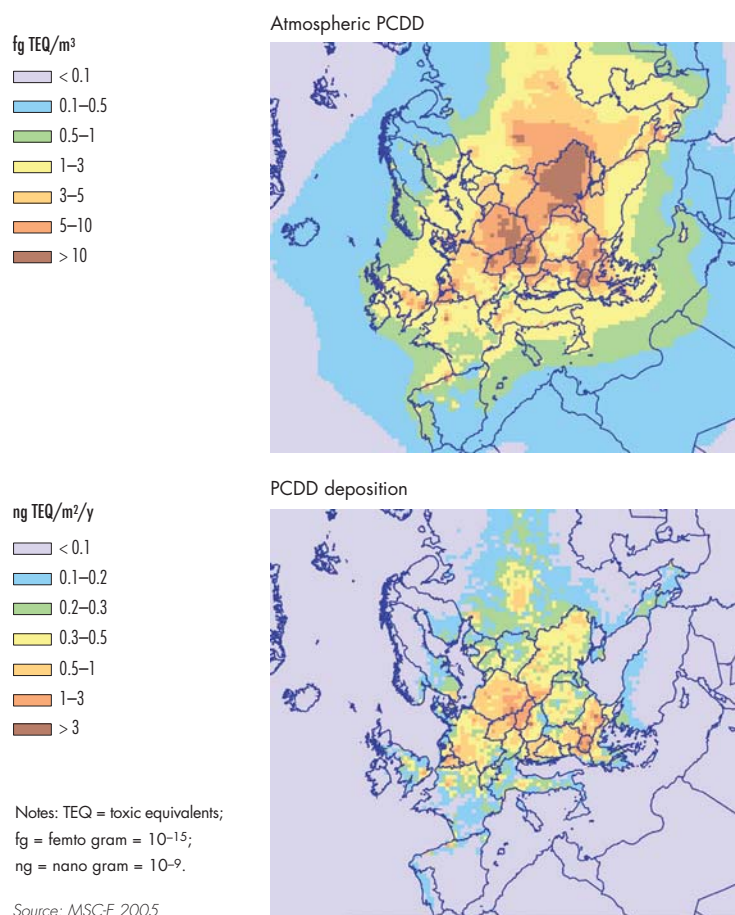 Atmospheric PCDD
fg TEQ/m³
< 0.1
0.1–0.5
0.5–1
1–3
3–5
5–10
> 10
PCDD deposition
ng TEQ/m²/y
< 0.1
0.1–0.2
0.2–0.3
0.3–0.5
0.5–1
1–3
> 3
Notes: TEQ = toxic equivalents;
fg = femto gram = 10⁻¹⁵;
ng = nano gram = 10⁻⁹.
Source: MSC-E 2005